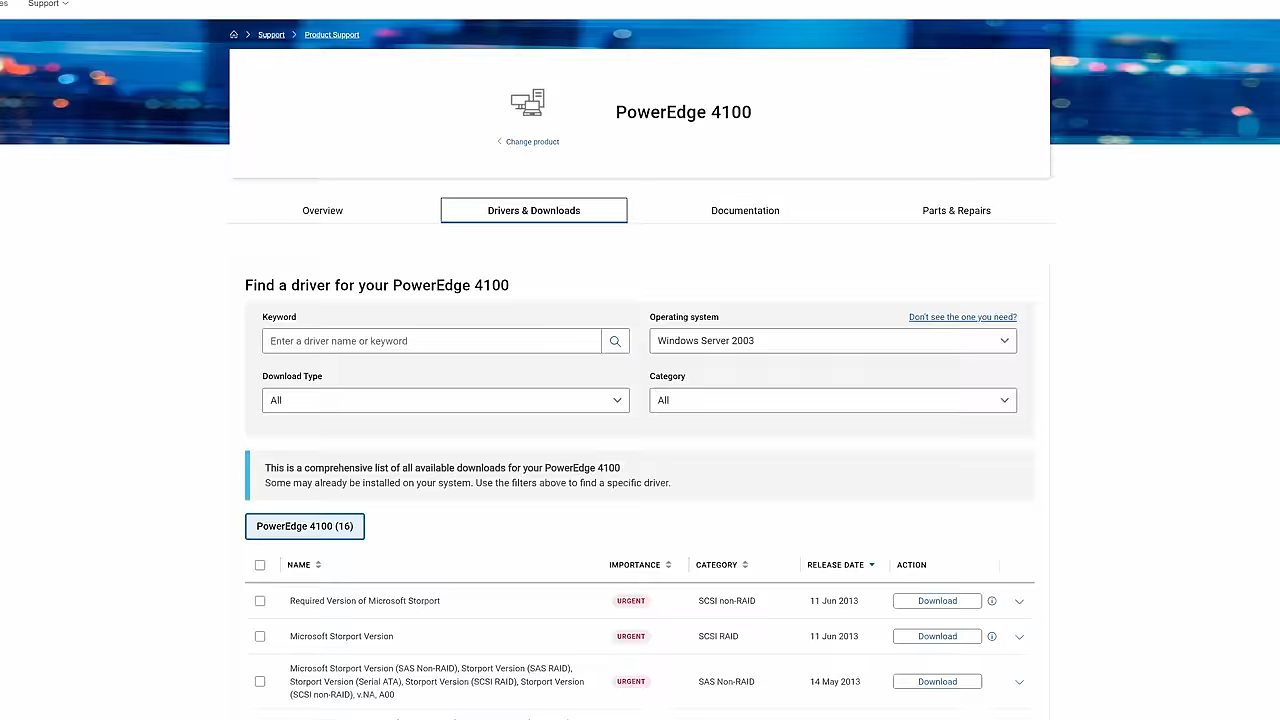 Support
Support
Product Support
PowerEdge 4100
Change product
Overview
Drivers & Downloads
Documentation
Parts & Repairs
Find a driver for your PowerEdge 4100
Keyword
Operating system
Don't see the one you need?
Enter a driver name or keyword
Windows Server 2003
Download Type
Category
All
All
This is a comprehensive list of all available downloads for your PowerEdge 4100
Some may already be installed on your system. Use the filters above to find a specific driver.
PowerEdge 4100 (16)
NAME IMPORTANCE CATEGORY RELEASE DATE ACTION
Required Version of Microsoft Storport URGENT SCSI non-RAID 11 Jun 2013 Download
Microsoft Storport Version URGENT SCSI RAID 11 Jun 2013 Download
Microsoft Storport Version (SAS Non-RAID), Storport Version (SAS RAID),
Storport Version (Serial ATA), Storport Version (SCSI RAID), Storport Version
(SCSI non-RAID), v.NA, A00
URGENT SAS Non-RAID 14 May 2013 Download